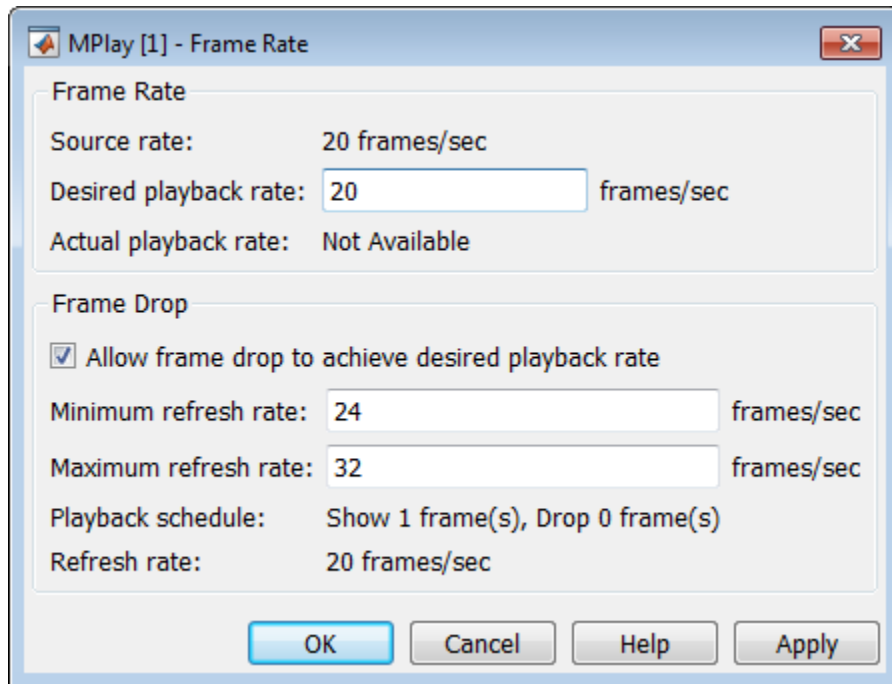 MPlay [1] - Frame Rate
Frame Rate
Source rate: 20 frames/sec
Desired playback rate: 20 frames/sec
Actual playback rate: Not Available
Frame Drop
Allow frame drop to achieve desired playback rate
Minimum refresh rate: 24 frames/sec
Maximum refresh rate: 32 frames/sec
Playback schedule: Show 1 frame(s), Drop 0 frame(s)
Refresh rate: 20 frames/sec
OK Cancel Help Apply